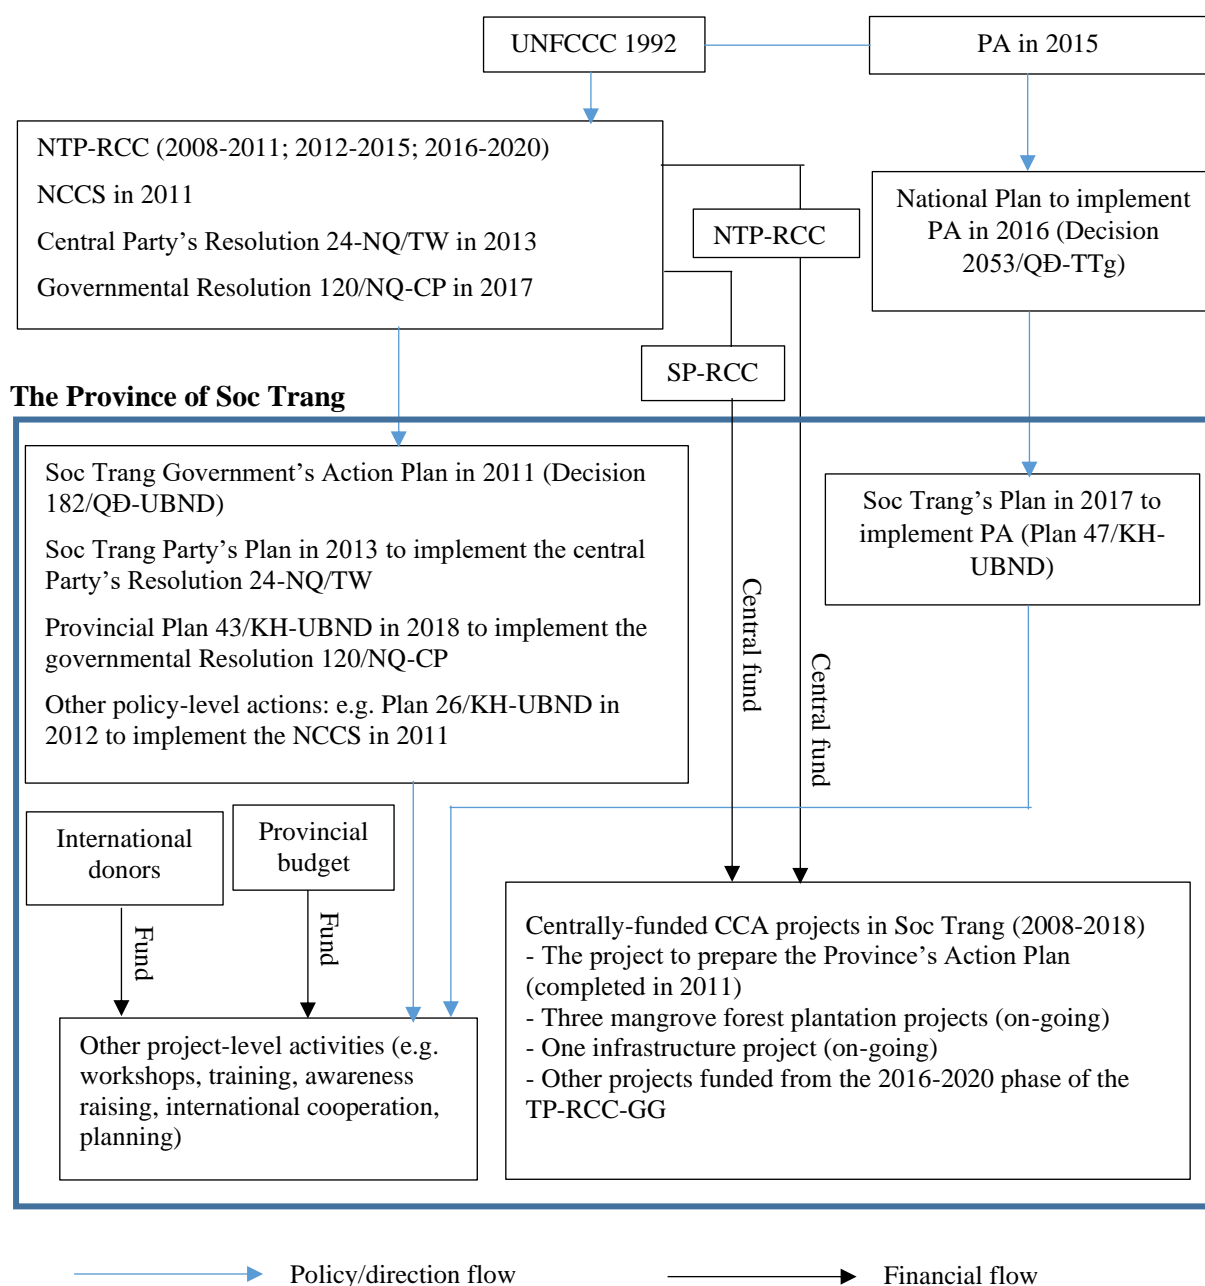 UNFCCC 1992
PA in 2015
NTP-RCC (2008-2011; 2012-2015; 2016-2020)
NCCS in 2011
Central Party’s Resolution 24-NQ/TW in 2013
Governmental Resolution 120/NQ-CP in 2017
NTP-RCC
National Plan to implement
PA in 2016 (Decision
2053/QĐ-TTg)
SP-RCC
The Province of Soc Trang
Soc Trang Government’s Action Plan in 2011 (Decision
182/QĐ-UBND)
Soc Trang Party’s Plan in 2013 to implement the central
Party’s Resolution 24-NQ/TW
Provincial Plan 43/KH-UBND in 2018 to implement the
governmental Resolution 120/NQ-CP
Other policy-level actions: e.g. Plan 26/KH-UBND in
2012 to implement the NCCS in 2011
Central fund
Central fund
Soc Trang’s Plan in 2017 to
implement PA (Plan 47/KH-
UBND)
International
donors
Provincial
budget
Fund
Fund
Other project-level activities (e.g.
workshops, training, awareness
raising, international cooperation,
planning)
Centrally-funded CCA projects in Soc Trang (2008-2018)
- The project to prepare the Province’s Action Plan
(completed in 2011)
- Three mangrove forest plantation projects (on-going)
- One infrastructure project (on-going)
- Other projects funded from the 2016-2020 phase of the
TP-RCC-GG
Policy/direction flow
Financial flow